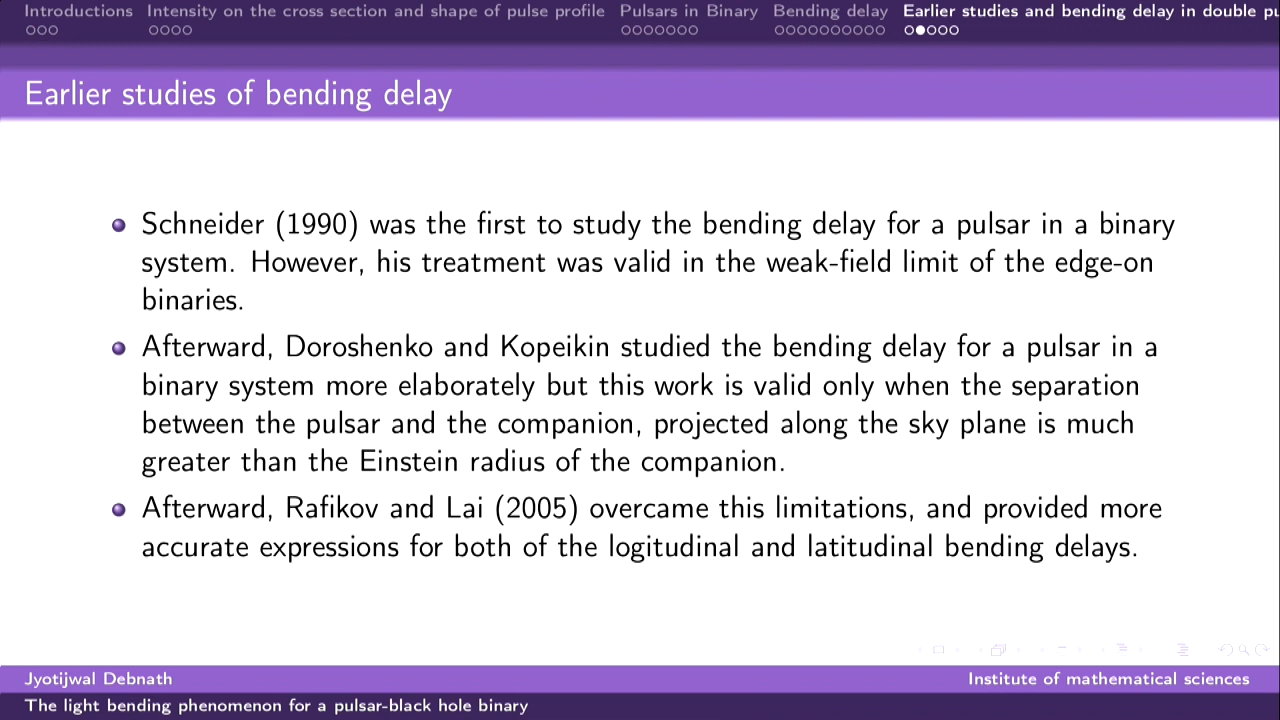 Introductions Intensity on the cross section and shape of pulse profile Pulsars in Binary Bending delay Earlier studies and bending delay in double
Earlier studies of bending delay
Schneider (1990) was the first to study the bending delay for a pulsar in a binary
system. However, his treatment was valid in the weak-field limit of the edge-on
binaries.
Afterward, Doroshenko and Kopeikin studied the bending delay for a pulsar in a
binary system more elaborately but this work is valid only when the separation
between the pulsar and the companion, projected along the sky plane is much
greater than the Einstein radius of the companion.
Afterward, Rafikov and Lai (2005) overcame this limitations, and provided more
accurate expressions for both of the logitudinal and latitudinal bending delays.
Jyotijwal Debnath Institute of mathematical sciences
The light bending phenomenon for a pulsar-black hole binary